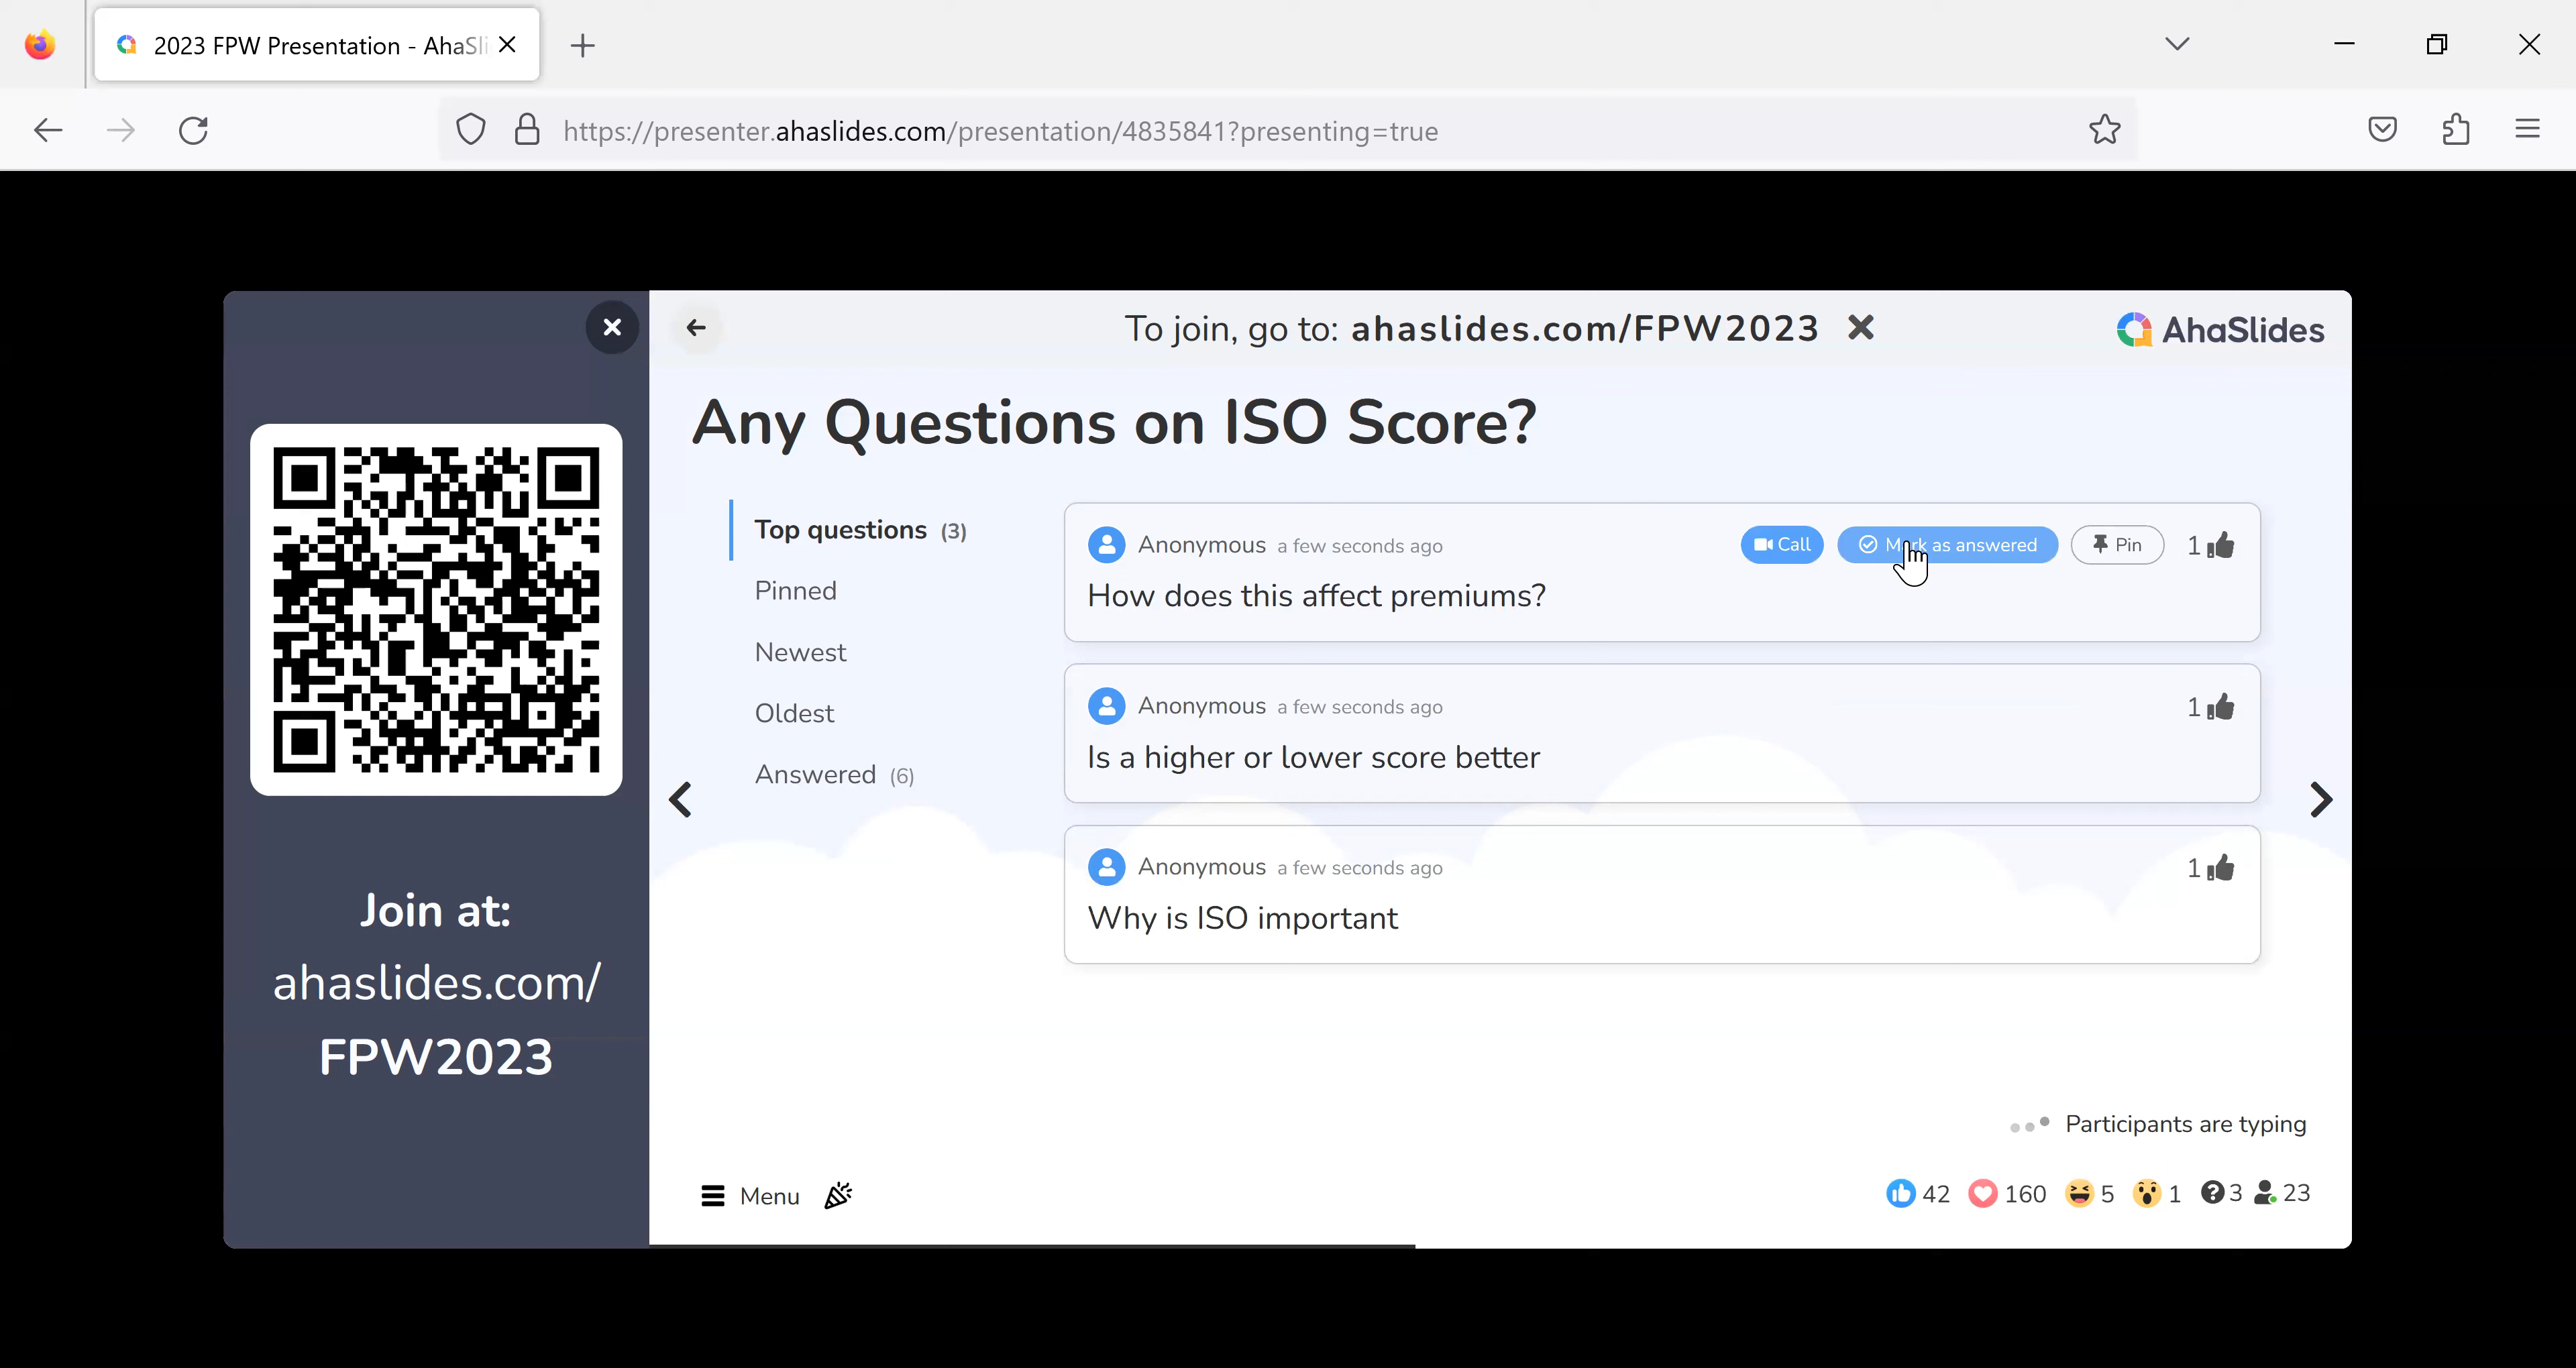 2023 FPW Presentation - AhaSli
https://presenter.ahaslides.com/presentation/4835841?presenting=true
To join, go to: ahaslides.com/FPW2023
AhaSlides
Any Questions on ISO Score?
Top questions (3)
Pinned
Newest
Oldest
Answered (6)
Anonymous a few seconds ago
Call
Mark as answered
Pin
1
How does this affect premiums?
Anonymous a few seconds ago
1
Is a higher or lower score better
Anonymous a few seconds ago
1
Why is ISO important
Join at:
ahaslides.com/
FPW2023
Participants are typing
Menu
42 160 5 1 3 23